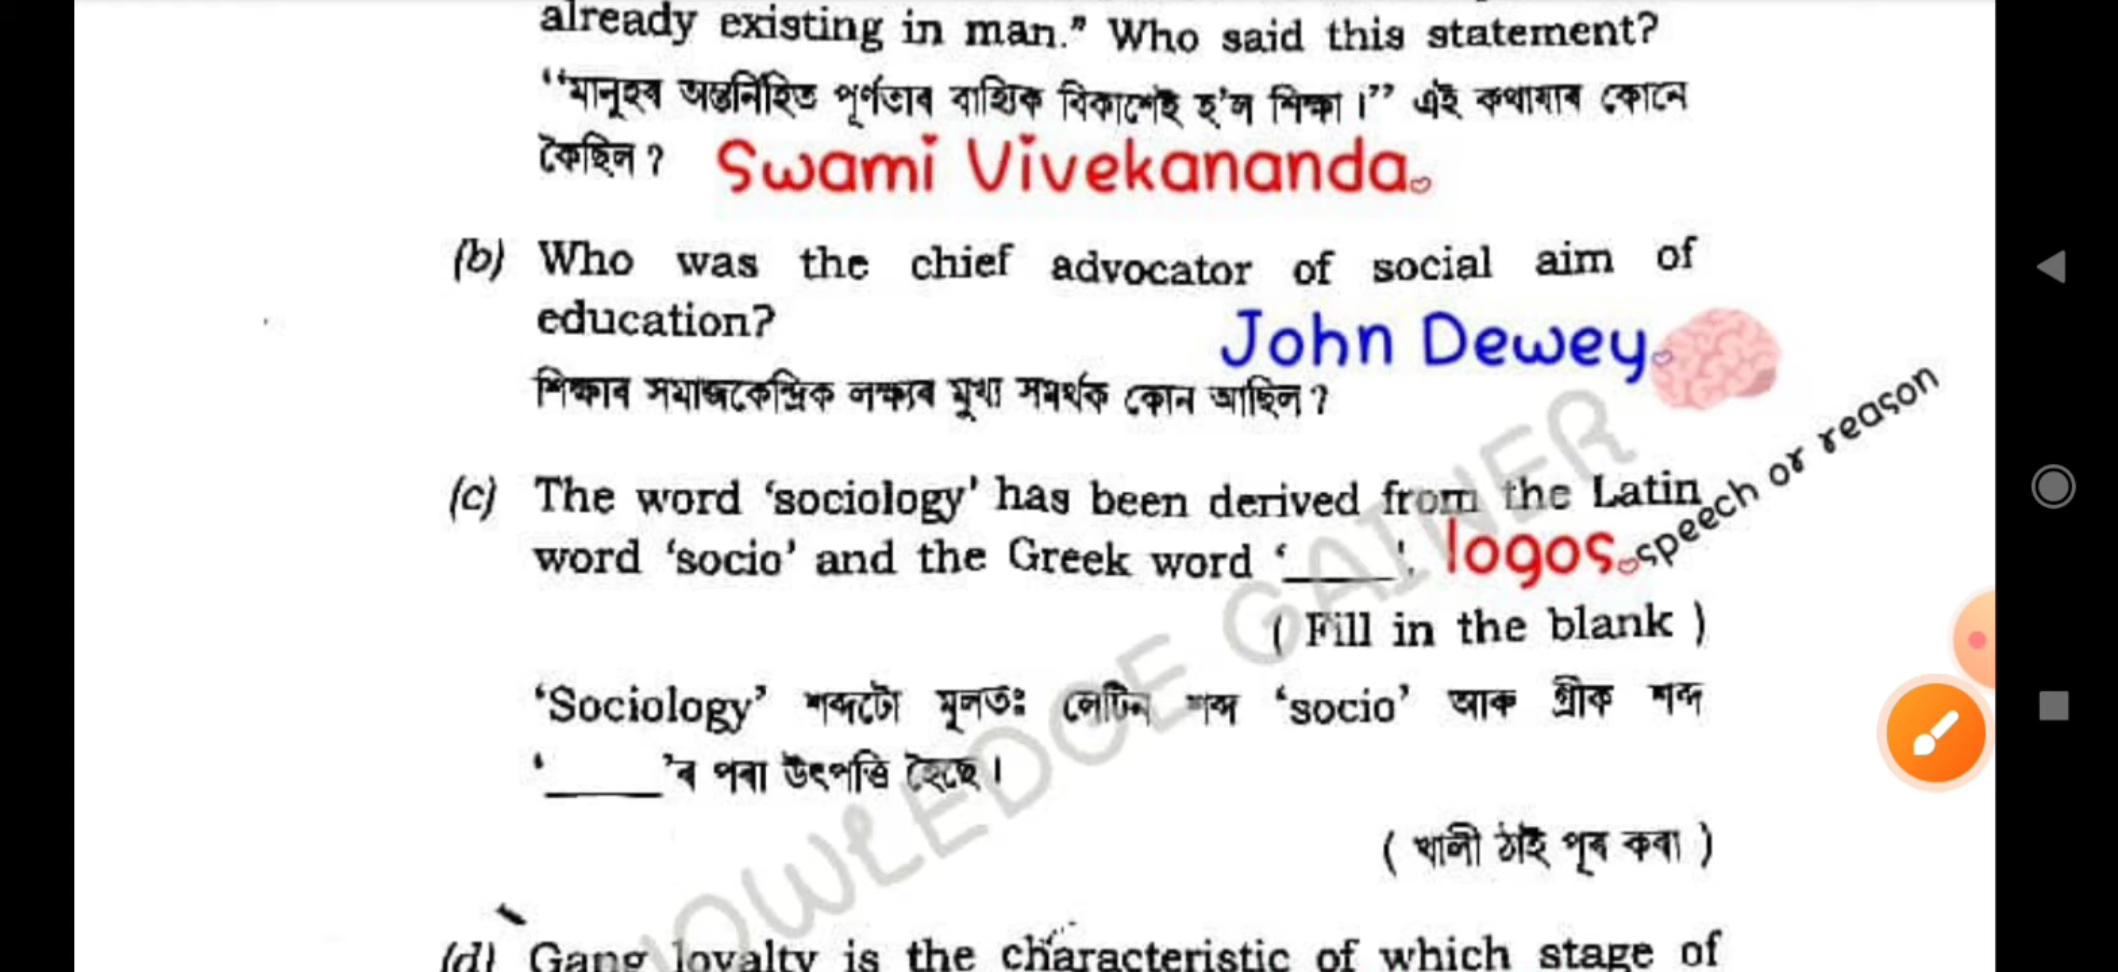 already existing in man.” Who said this statement?
‘‘মানুহৰ অন্তৰ্নিহিত পূৰ্ণতাৰ বাহ্যিক বিকাশেই হ’ল শিক্ষা।’’ এই কথাষাৰ কোনে
কৈছিল? Swami Vivekananda.
(b) Who was the chief advocator of social aim of
education?
John Dewey.
শিক্ষাৰ সমাজকেন্দ্ৰিক লক্ষ্যৰ মুখ্য সমৰ্থক কোন আছিল?
(c) The word ‘sociology’ has been derived from the Latin
word ‘socio’ and the Greek word ‘____’. logos. speech or reason
( Fill in the blank )
‘Sociology’ শব্দটো মূলতঃ লেটিন শব্দ ‘socio’ আৰু গ্ৰীক শব্দ
‘____’ৰ পৰা উৎপত্তি হৈছে।
( খালী ঠাই পূৰ কৰা )
(d) Gang loyalty is the characteristic of which stage of
KNOWLEDGE GAINER